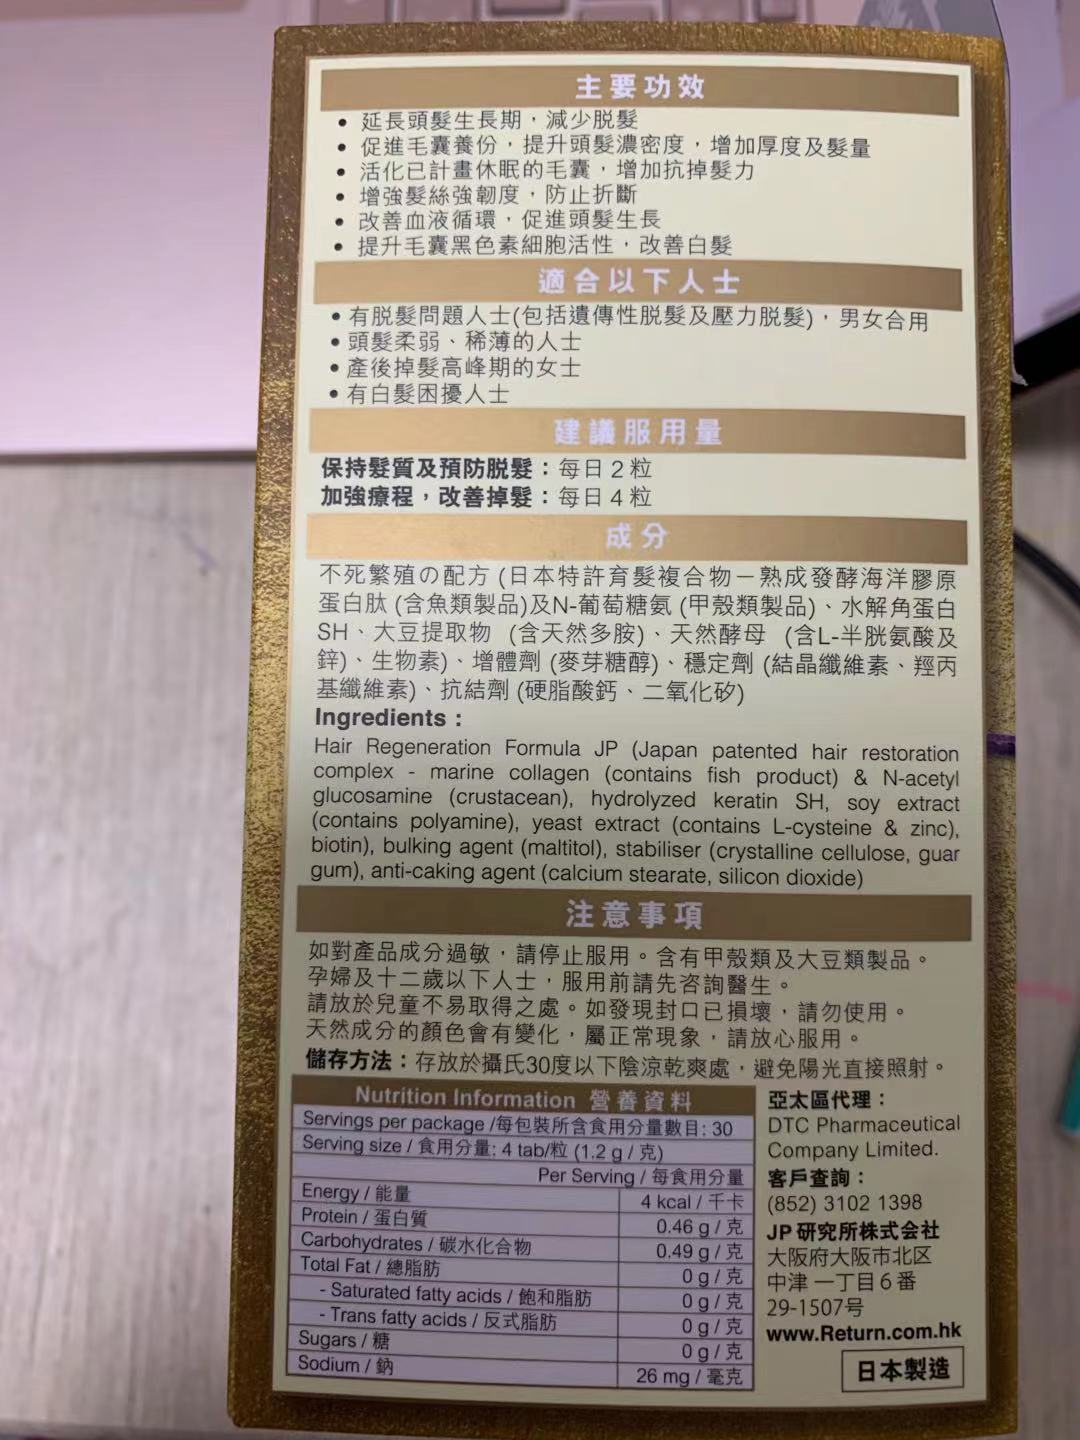 主要功效
• 延長頭髮生長期，減少脱髮
• 促進毛囊養份，提升頭髮濃密度，增加厚度及髮量
• 活化已計畫休眠的毛囊，增加抗掉髮力
• 增強髮絲強韌度，防止折斷
• 改善血液循環，促進頭髮生長
• 提升毛囊黑色素細胞活性，改善白髮
適合以下人士
• 有脱髮問題人士(包括遺傳性脱髮及壓力脱髮)，男女合用
• 頭髮柔弱、稀薄的人士
• 產後掉髮高峰期的女士
• 有白髮困擾人士
建議服用量
保持髮質及預防脱髮：每日2粒
加強療程，改善掉髮：每日4粒
成分
不死繁殖の配方 (日本特許育髮複合物－熟成發酵海洋膠原
蛋白肽 (含魚類製品)及N-葡萄糖氨 (甲殼類製品)、水解角蛋白
SH、大豆提取物 (含天然多胺)、天然酵母 (含L-半胱氨酸及
鋅)、生物素)、增體劑 (麥芽糖醇)、穩定劑 (結晶纖維素、羥丙
基纖維素)、抗結劑 (硬脂酸鈣、二氧化矽)
Ingredients :
Hair Regeneration Formula JP (Japan patented hair restoration
complex - marine collagen (contains fish product) & N-acetyl
glucosamine (crustacean), hydrolyzed keratin SH, soy extract
(contains polyamine), yeast extract (contains L-cysteine & zinc),
biotin), bulking agent (maltitol), stabiliser (crystalline cellulose, guar
gum), anti-caking agent (calcium stearate, silicon dioxide)
注意事項
如對產品成分過敏，請停止服用。含有甲殼類及大豆類製品。
孕婦及十二歲以下人士，服用前請先咨詢醫生。
請放於兒童不易取得之處。如發現封口已損壞，請勿使用。
天然成分的顏色會有變化，屬正常現象，請放心服用。
儲存方法：存放於攝氏30度以下陰涼乾爽處，避免陽光直接照射。
Nutrition Information 營養資料
Servings per package /每包裝所含食用分量數目: 30
Serving size / 食用分量: 4 tab/粒 (1.2 g / 克)
Per Serving / 每食用分量
Energy / 能量 4 kcal / 千卡
Protein / 蛋白質 0.46 g / 克
Carbohydrates / 碳水化合物 0.49 g / 克
Total Fat / 總脂肪 0 g / 克
- Saturated fatty acids / 飽和脂肪 0 g / 克
- Trans fatty acids / 反式脂肪 0 g / 克
Sugars / 糖 0 g / 克
Sodium / 鈉 26 mg / 毫克
亞太區代理：
DTC Pharmaceutical
Company Limited.
客戶查詢：
(852) 3102 1398
JP 研究所株式会社
大阪府大阪市北区
中津 一丁目6番
29-1507号
www.Return.com.hk
日本製造